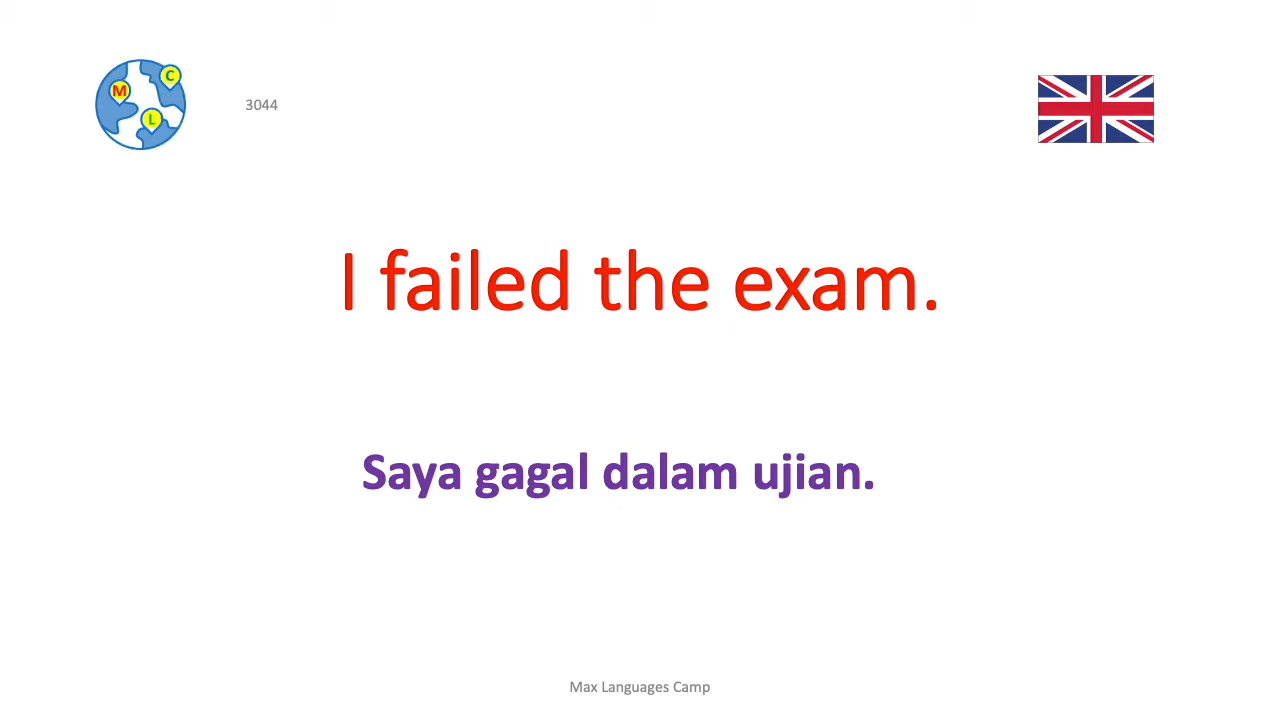 M
C
L
3044
I failed the exam.
Saya gagal dalam ujian.
Max Languages Camp